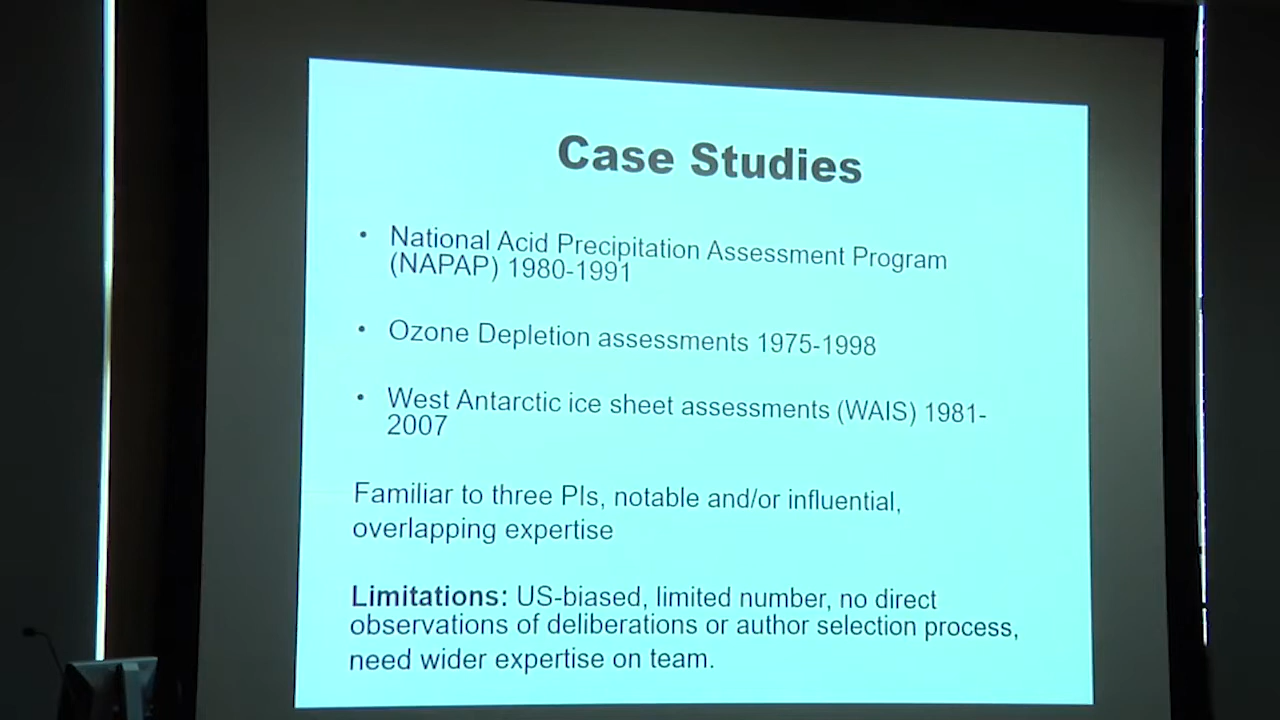 Case Studies
• National Acid Precipitation Assessment Program
(NAPAP) 1980-1991
• Ozone Depletion assessments 1975-1998
• West Antarctic ice sheet assessments (WAIS) 1981-
2007
Familiar to three PIs, notable and/or influential,
overlapping expertise
Limitations: US-biased, limited number, no direct
observations of deliberations or author selection process,
need wider expertise on team.